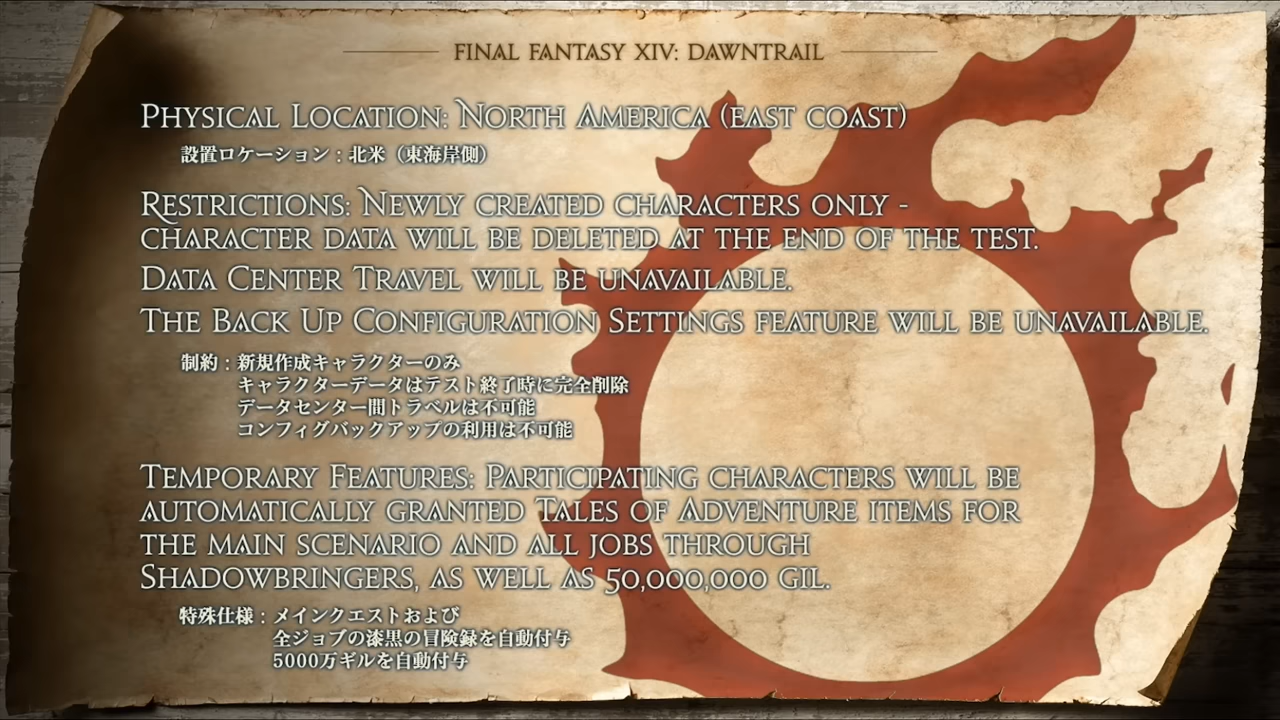 FINAL FANTASY XIV: DAWNTRAIL
PHYSICAL LOCATION: NORTH AMERICA (EAST COAST)
設置ロケーション：北米（東海岸側）
RESTRICTIONS: NEWLY CREATED CHARACTERS ONLY -
CHARACTER DATA WILL BE DELETED AT THE END OF THE TEST.
DATA CENTER TRAVEL WILL BE UNAVAILABLE.
THE BACK UP CONFIGURATION SETTINGS FEATURE WILL BE UNAVAILABLE.
制約：新規作成キャラクターのみ
キャラクターデータはテスト終了時に完全削除
データセンター間トラベルは不可能
コンフィグバックアップの利用は不可能
TEMPORARY FEATURES: PARTICIPATING CHARACTERS WILL BE
AUTOMATICALLY GRANTED TALES OF ADVENTURE ITEMS FOR
THE MAIN SCENARIO AND ALL JOBS THROUGH
SHADOWBRINGERS, AS WELL AS 50,000,000 GIL.
特殊仕様：メインクエストおよび
全ジョブの漆黒の冒険録を自動付与
5000万ギルを自動付与